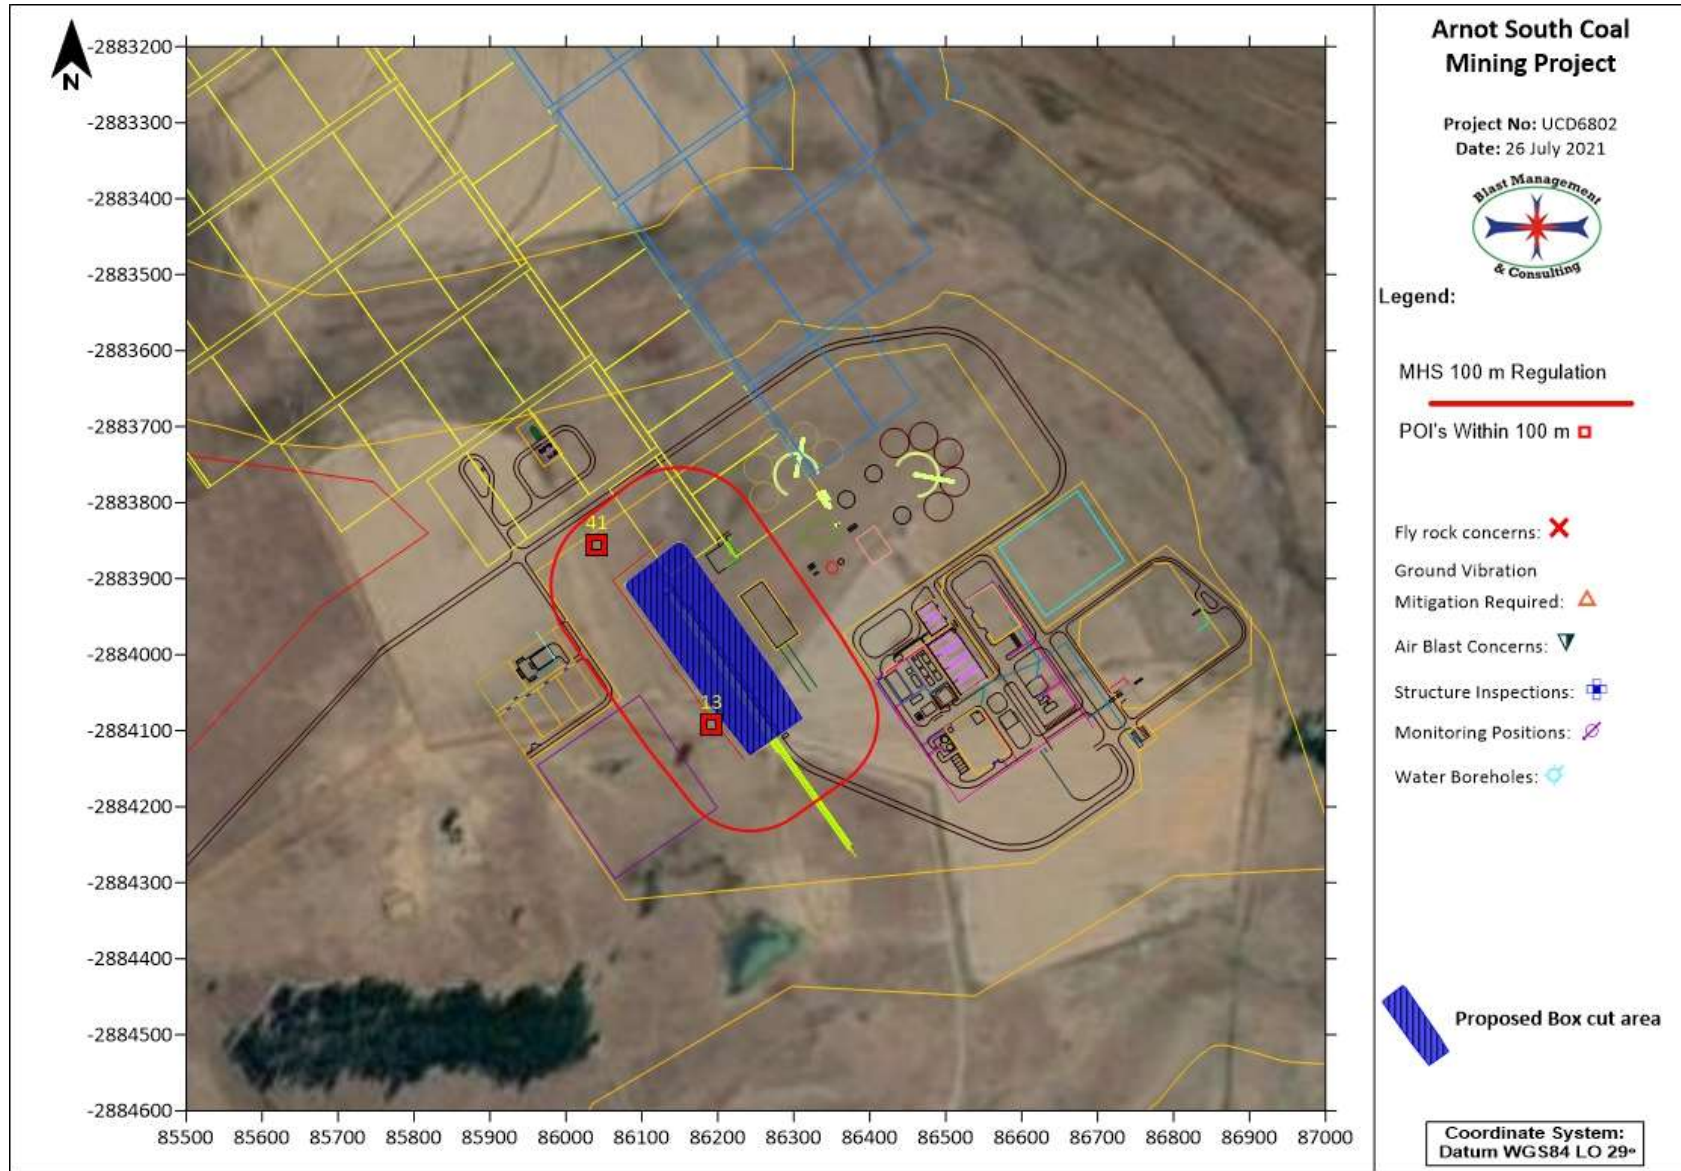 Arnot South Coal
Mining Project
Project No: UCD6802
Date: 26 July 2021
Blast Management
& Consulting
Legend:
MHS 100 m Regulation
POI's Within 100 m
Fly rock concerns:
Ground Vibration
Mitigation Required:
Air Blast Concerns:
Structure Inspections:
Monitoring Positions:
Water Boreholes:
Proposed Box cut area
Coordinate System:
Datum WGS84 LO 29°
N
-2883200
-2883300
-2883400
-2883500
-2883600
-2883700
-2883800
-2883900
-2884000
-2884100
-2884200
-2884300
-2884400
-2884500
-2884600
85500 85600 85700 85800 85900 86000 86100 86200 86300 86400 86500 86600 86700 86800 86900 87000
41
13